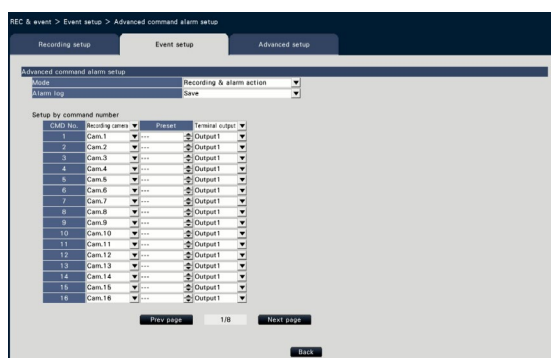 REC & event > Event setup > Advanced command alarm setup
Recording setup Event setup Advanced setup
Advanced command alarm setup
Mode Recording & alarm action
Alarm log Save
Setup by command number
CMD No. Recording camera Preset Terminal output
1 Cam.1 --- Output1
2 Cam.2 --- Output1
3 Cam.3 --- Output1
4 Cam.4 --- Output1
5 Cam.5 --- Output1
6 Cam.6 --- Output1
7 Cam.7 --- Output1
8 Cam.8 --- Output1
9 Cam.9 --- Output1
10 Cam.10 --- Output1
11 Cam.11 --- Output1
12 Cam.12 --- Output1
13 Cam.13 --- Output1
14 Cam.14 --- Output1
15 Cam.15 --- Output1
16 Cam.16 --- Output1
Prev page 1/8 Next page
Back